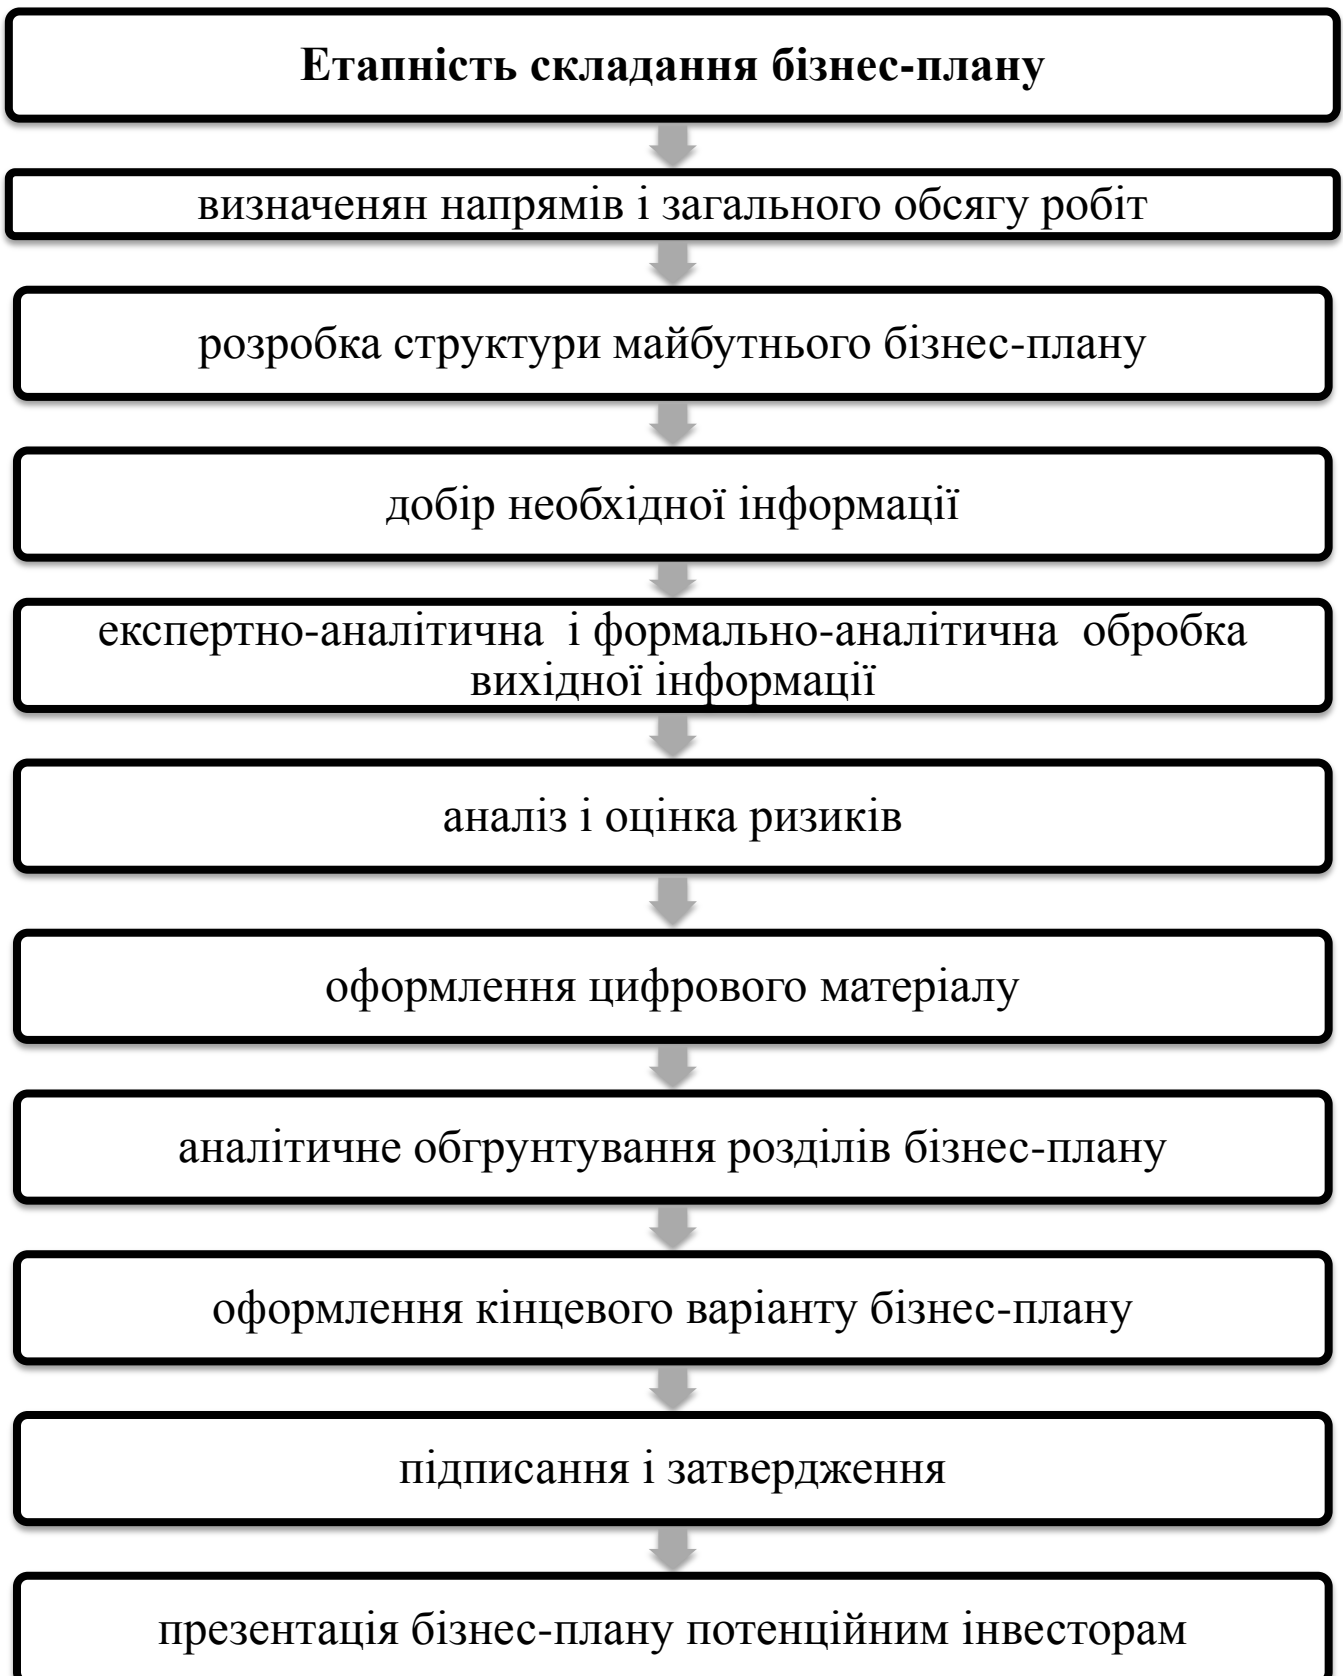 Етапність складання бізнес-плану
визначенян напрямів і загального обсягу робіт
розробка структури майбутнього бізнес-плану
добір необхідної інформації
експертно-аналітична і формально-аналітична обробка
вихідної інформації
аналіз і оцінка ризиків
оформлення цифрового матеріалу
аналітичне обгрунтування розділів бізнес-плану
оформлення кінцевого варіанту бізнес-плану
підписання і затвердження
презентація бізнес-плану потенційним інвесторам